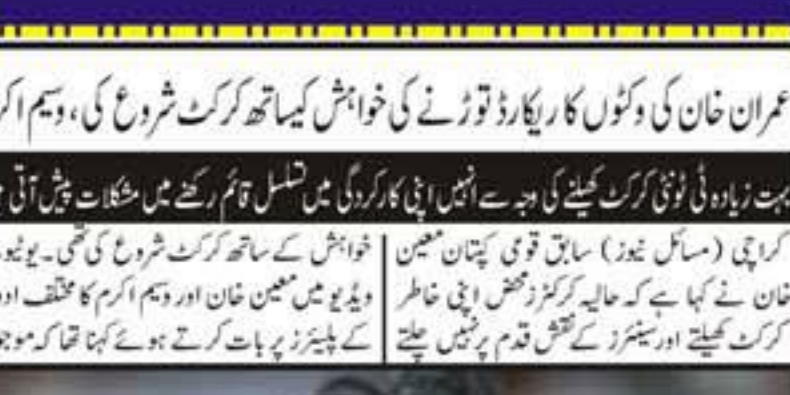 عمران خان کی وکٹوں کا ریکارڈ توڑنے کی خواہش کیساتھ کرکٹ شروع کی، وسیم اکر
بہت زیادہ ٹی ٹونٹی کرکٹ کھیلنے کی وجہ سے انہیں اپنی کارکردگی میں تسلسل قائم رکھنے میں مشکلات پیش آتی
کراچی (مسائل نیوز) سابق قومی کپتان معین
خان نے کہا ہے کہ حالیہ کرکٹرز محض اپنی خاطر
کرکٹ کھیلتے اور سینئرز کے نقش قدم پر نہیں چلتے
خواہش کے ساتھ کرکٹ شروع کی تھی۔ یوٹیو
ویڈیو میں معین خان اور وسیم اکرم کا مختلف ادو
کے پلیئرز پر بات کرتے ہوئے کہنا تھا کہ موجو